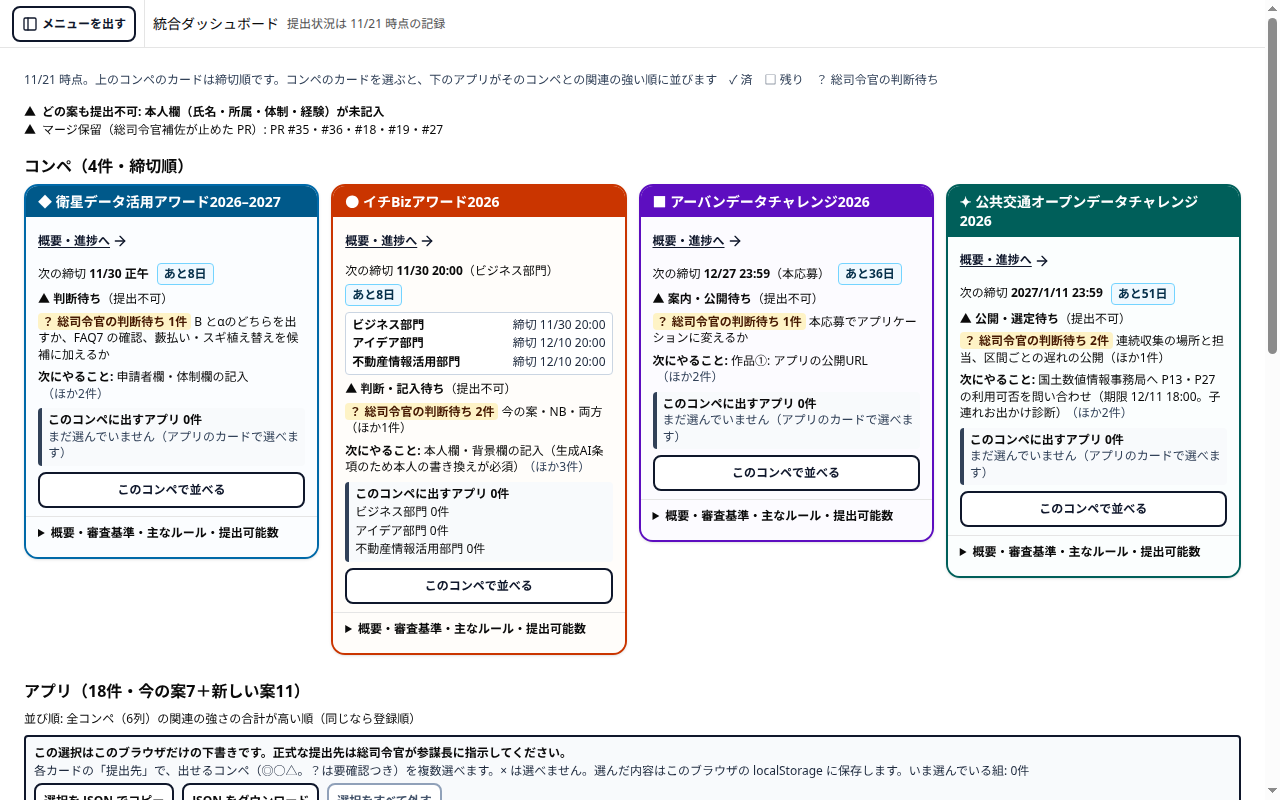 メニューを出す
統合ダッシュボード 提出状況は 11/21 時点の記録
11/21 時点。上のコンペのカードは締切順です。コンペのカードを選ぶと、下のアプリがそのコンペとの関連の強い順に並びます ✓ 済 □ 残り ？ 総司令官の判断待ち
▲ どの案も提出不可: 本人欄（氏名・所属・体制・経験）が未記入
▲ マージ保留（総司令官補佐が止めた PR）: PR #35・#36・#18・#19・#27
コンペ（4件・締切順）
◆ 衛星データ活用アワード2026–2027
概要・進捗へ →
次の締切 11/30 正午 あと8日
▲ 判断待ち（提出不可）
？ 総司令官の判断待ち 1件 B とαのどちらを出
すか、FAQ7 の確認、藪払い・スギ植え替えを候
補に加えるか
次にやること: 申請者欄・体制欄の記入
（ほか2件）
このコンペに出すアプリ 0件
まだ選んでいません（アプリのカードで選べま
す）
このコンペで並べる
▶ 概要・審査基準・主なルール・提出可能数
● イチBizアワード2026
概要・進捗へ →
次の締切 11/30 20:00（ビジネス部門）
あと8日
ビジネス部門 締切 11/30 20:00
アイデア部門 締切 12/10 20:00
不動産情報活用部門 締切 12/10 20:00
▲ 判断・記入待ち（提出不可）
？ 総司令官の判断待ち 2件 今の案・NB・両方
（ほか1件）
次にやること: 本人欄・背景欄の記入（生成AI条
項のため本人の書き換えが必須）（ほか3件）
このコンペに出すアプリ 0件
ビジネス部門 0件
アイデア部門 0件
不動産情報活用部門 0件
このコンペで並べる
▶ 概要・審査基準・主なルール・提出可能数
■ アーバンデータチャレンジ2026
概要・進捗へ →
次の締切 12/27 23:59（本応募） あと36日
▲ 案内・公開待ち（提出不可）
？ 総司令官の判断待ち 1件 本応募でアプリケー
ションに変えるか
次にやること: 作品①: アプリの公開URL
（ほか2件）
このコンペに出すアプリ 0件
まだ選んでいません（アプリのカードで選べま
す）
このコンペで並べる
▶ 概要・審査基準・主なルール・提出可能数
✦ 公共交通オープンデータチャレンジ
2026
概要・進捗へ →
次の締切 2027/1/11 23:59 あと51日
▲ 公開・選定待ち（提出不可）
？ 総司令官の判断待ち 2件 連続収集の場所と担
当、区間ごとの遅れの公開（ほか1件）
次にやること: 国土数値情報事務局へ P13・P27
の利用可否を問い合わせ（期限 12/11 18:00。子
連れお出かけ診断）（ほか2件）
このコンペに出すアプリ 0件
まだ選んでいません（アプリのカードで選べま
す）
このコンペで並べる
▶ 概要・審査基準・主なルール・提出可能数
アプリ（18件・今の案7＋新しい案11）
並び順: 全コンペ（6列）の関連の強さの合計が高い順（同じなら登録順）
この選択はこのブラウザだけの下書きです。正式な提出先は総司令官が参謀長に指示してください。
各カードの「提出先」で、出せるコンペ（◎○△。？は要確認つき）を複数選べます。× は選べません。選んだ内容はこのブラウザの localStorage に保存します。いま選んでいる組: 0件
選択を JSON でコピー JSON をダウンロード 選択をすべて外す